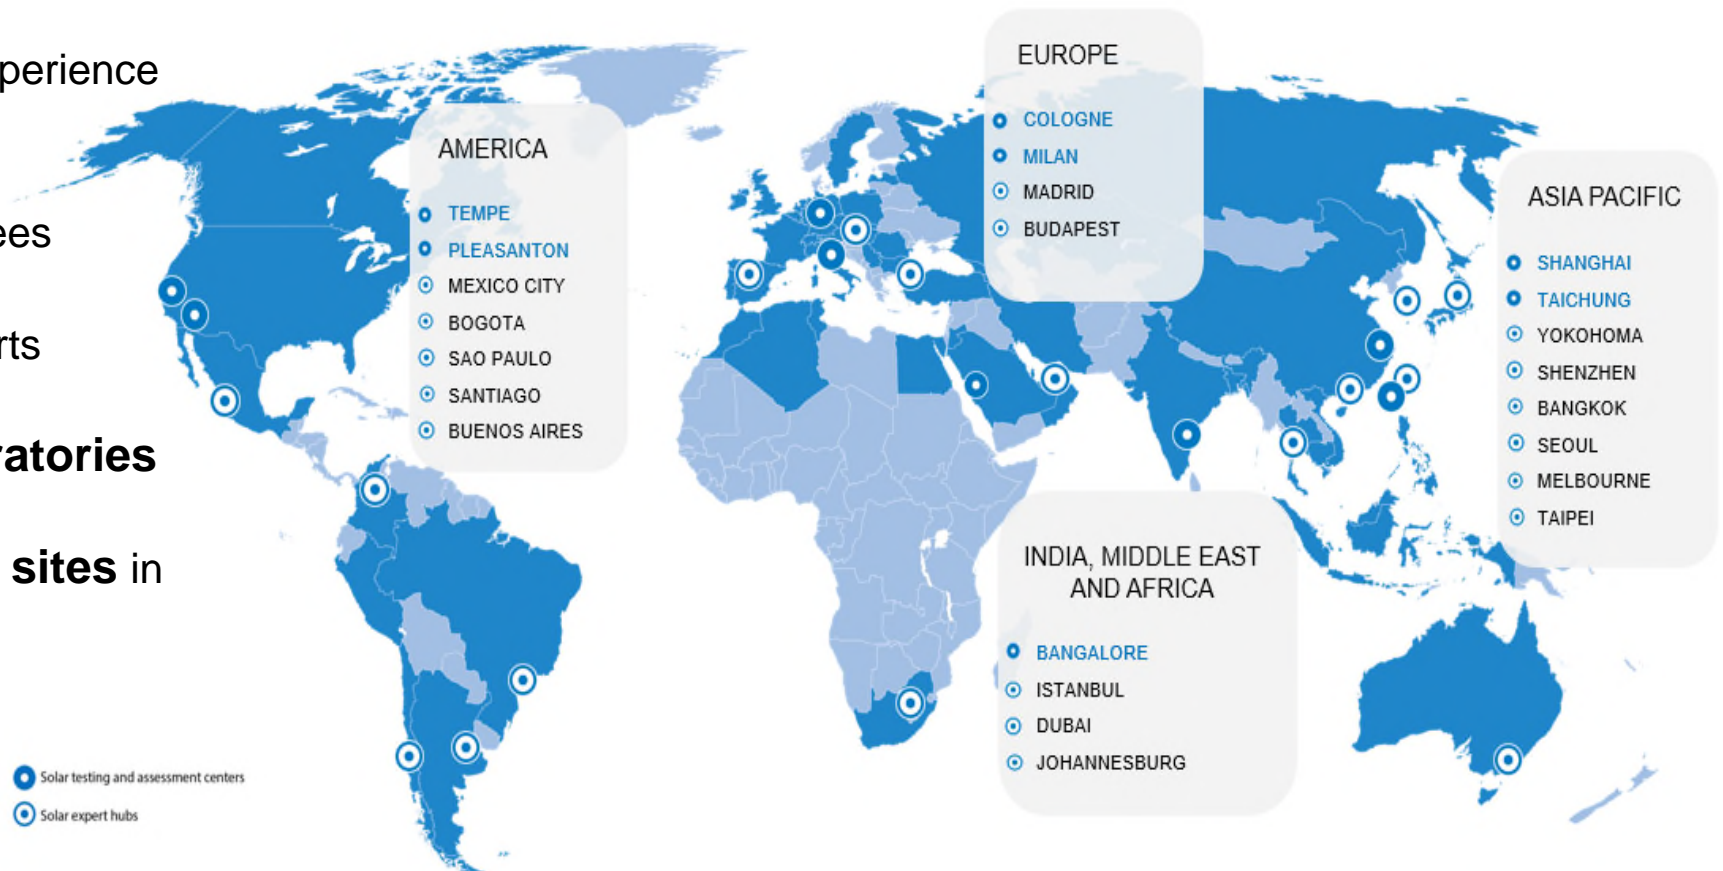 perience
ees
rts
ratories
sites in
AMERICA
TEMPE
PLEASANTON
MEXICO CITY
BOGOTA
SAO PAULO
SANTIAGO
BUENOS AIRES
EUROPE
COLOGNE
MILAN
MADRID
BUDAPEST
ASIA PACIFIC
SHANGHAI
TAICHUNG
YOKOHOMA
SHENZHEN
BANGKOK
SEOUL
MELBOURNE
TAIPEI
INDIA, MIDDLE EAST
AND AFRICA
BANGALORE
ISTANBUL
DUBAI
JOHANNESBURG
Solar testing and assessment centers
Solar expert hubs